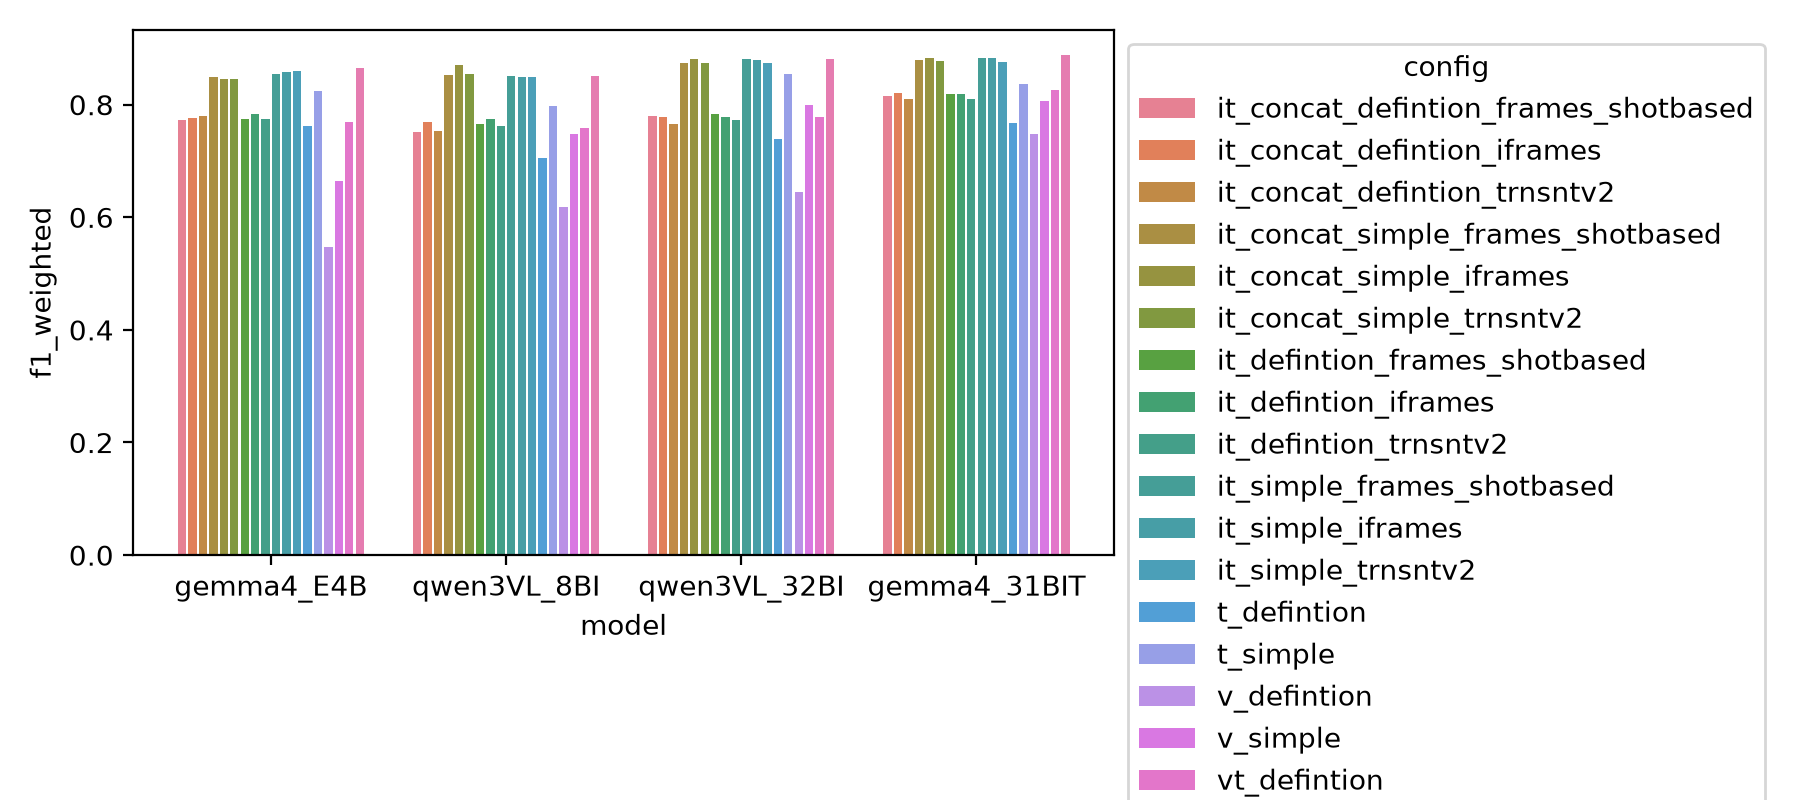 f1_weighted
0.8
0.6
0.4
0.2
0.0
gemma4_E4B qwen3VL_8BI qwen3VL_32BI gemma4_31BIT
model
config
it_concat_defintion_frames_shotbased
it_concat_defintion_iframes
it_concat_defintion_trnsntv2
it_concat_simple_frames_shotbased
it_concat_simple_iframes
it_concat_simple_trnsntv2
it_defintion_frames_shotbased
it_defintion_iframes
it_defintion_trnsntv2
it_simple_frames_shotbased
it_simple_iframes
it_simple_trnsntv2
t_defintion
t_simple
v_defintion
v_simple
vt_defintion